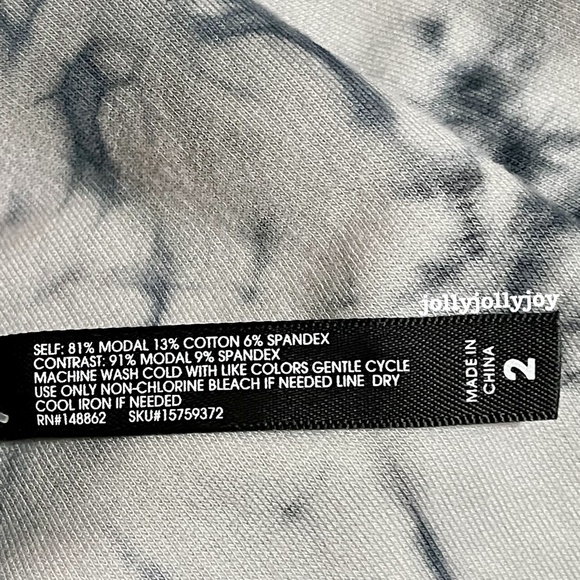 jollyjollyjoy
SELF: 81% MODAL 13% COTTON 6% SPANDEX
CONTRAST: 91% MODAL 9% SPANDEX
MACHINE WASH COLD WITH LIKE COLORS GENTLE CYCLE
USE ONLY NON-CHLORINE BLEACH IF NEEDED LINE DRY
COOL IRON IF NEEDED
RN#148862 SKU#15759372
MADE IN
CHINA
2